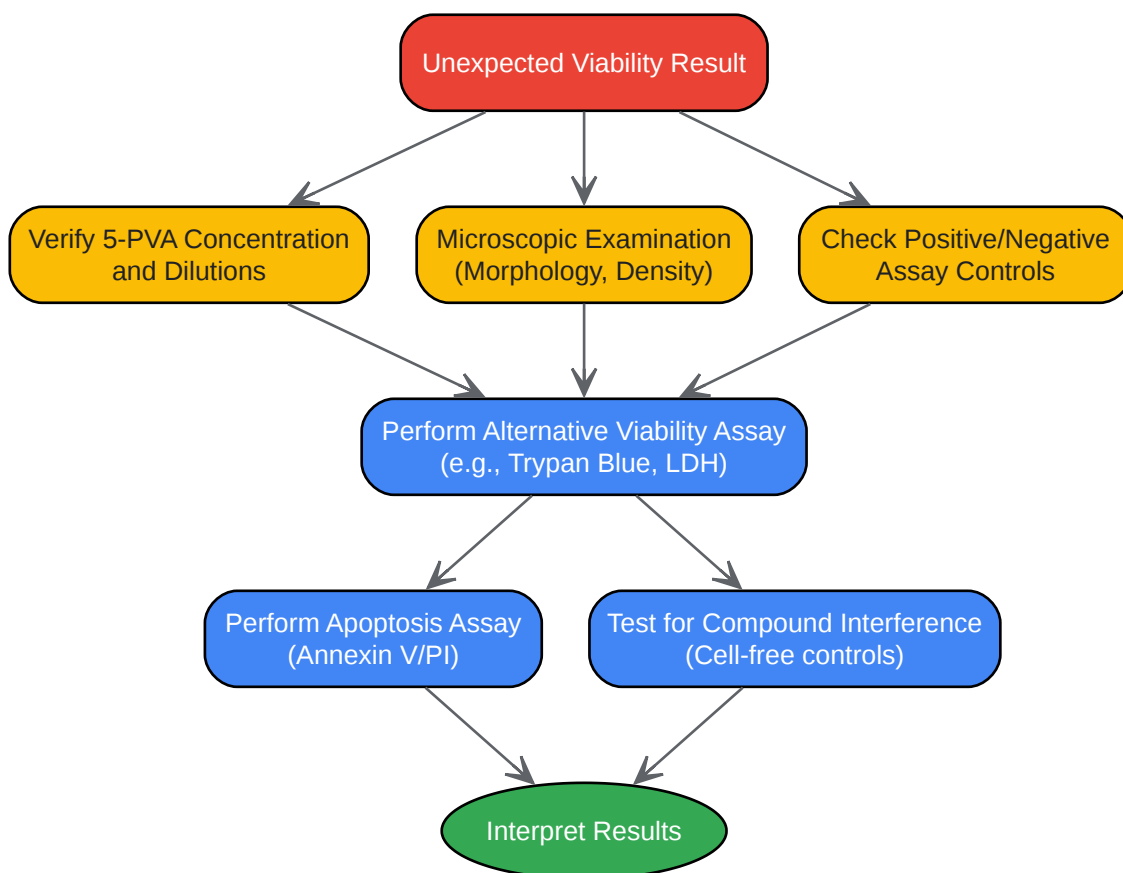 Unexpected Viability Result
Verify 5-PVA Concentration
and Dilutions
Microscopic Examination
(Morphology, Density)
Check Positive/Negative
Assay Controls
Perform Alternative Viability Assay
(e.g., Trypan Blue, LDH)
Perform Apoptosis Assay
(Annexin V/PI)
Test for Compound Interference
(Cell-free controls)
Interpret Results